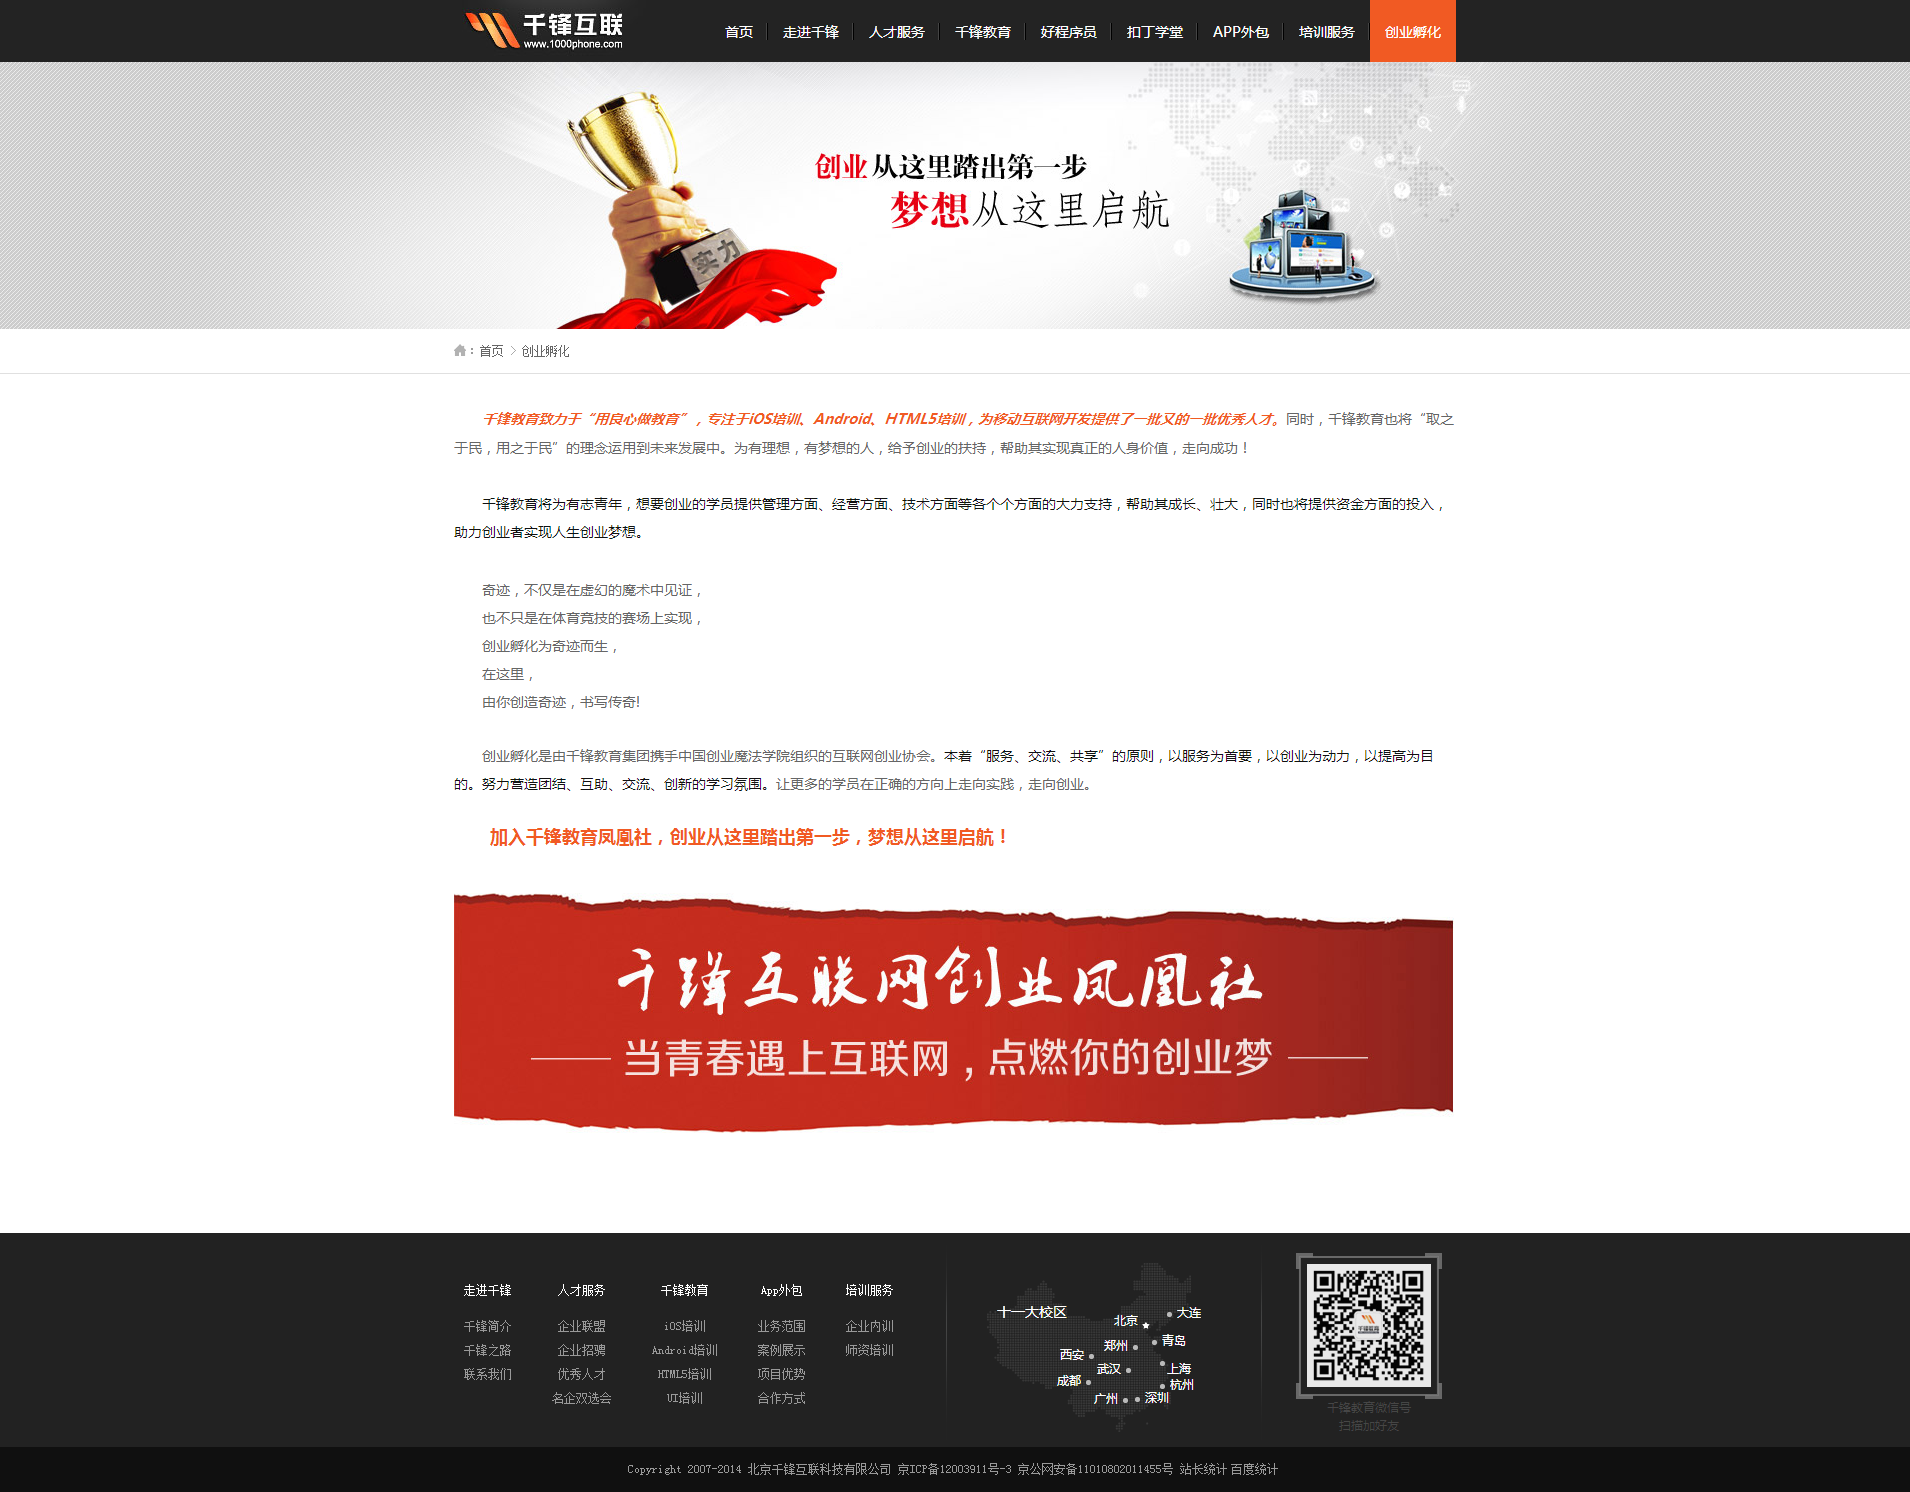 千锋互联
www.1000phone.com
首页 走进千锋 人才服务 千锋教育 好程序员 扣丁学堂 APP外包 培训服务 创业孵化
创业从这里踏出第一步
梦想从这里启航
实力
：首页 > 创业孵化
千锋教育致力于“用良心做教育”，专注于iOS培训、Android、HTML5培训，为移动互联网开发提供了一批又的一批优秀人才。同时，千锋教育也将“取之
于民，用之于民”的理念运用到未来发展中。为有理想，有梦想的人，给予创业的扶持，帮助其实现真正的人身价值，走向成功！
千锋教育将为有志青年，想要创业的学员提供管理方面、经营方面、技术方面等各个个方面的大力支持，帮助其成长、壮大，同时也将提供资金方面的投入，
助力创业者实现人生创业梦想。
奇迹，不仅是在虚幻的魔术中见证，
也不只是在体育竞技的赛场上实现，
创业孵化为奇迹而生，
在这里，
由你创造奇迹，书写传奇!
创业孵化是由千锋教育集团携手中国创业魔法学院组织的互联网创业协会。本着“服务、交流、共享”的原则，以服务为首要，以创业为动力，以提高为目
的。努力营造团结、互助、交流、创新的学习氛围。让更多的学员在正确的方向上走向实践，走向创业。
加入千锋教育凤凰社，创业从这里踏出第一步，梦想从这里启航！
千锋互联网创业凤凰社
当青春遇上互联网，点燃你的创业梦
走进千锋 人才服务 千锋教育 App外包 培训服务
千锋简介 企业联盟 iOS培训 业务范围 企业内训
千锋之路 企业招聘 Android培训 案例展示 师资培训
联系我们 优秀人才 HTML5培训 项目优势
名企双选会 UI培训 合作方式
十一大校区
大连
北京
青岛
郑州
西安
上海
武汉
成都
杭州
广州
深圳
千锋教育
千锋教育微信号
扫描加好友
Copyright 2007-2014 北京千锋互联科技有限公司 京ICP备12003911号-3 京公网安备11010802011455号 站长统计 百度统计